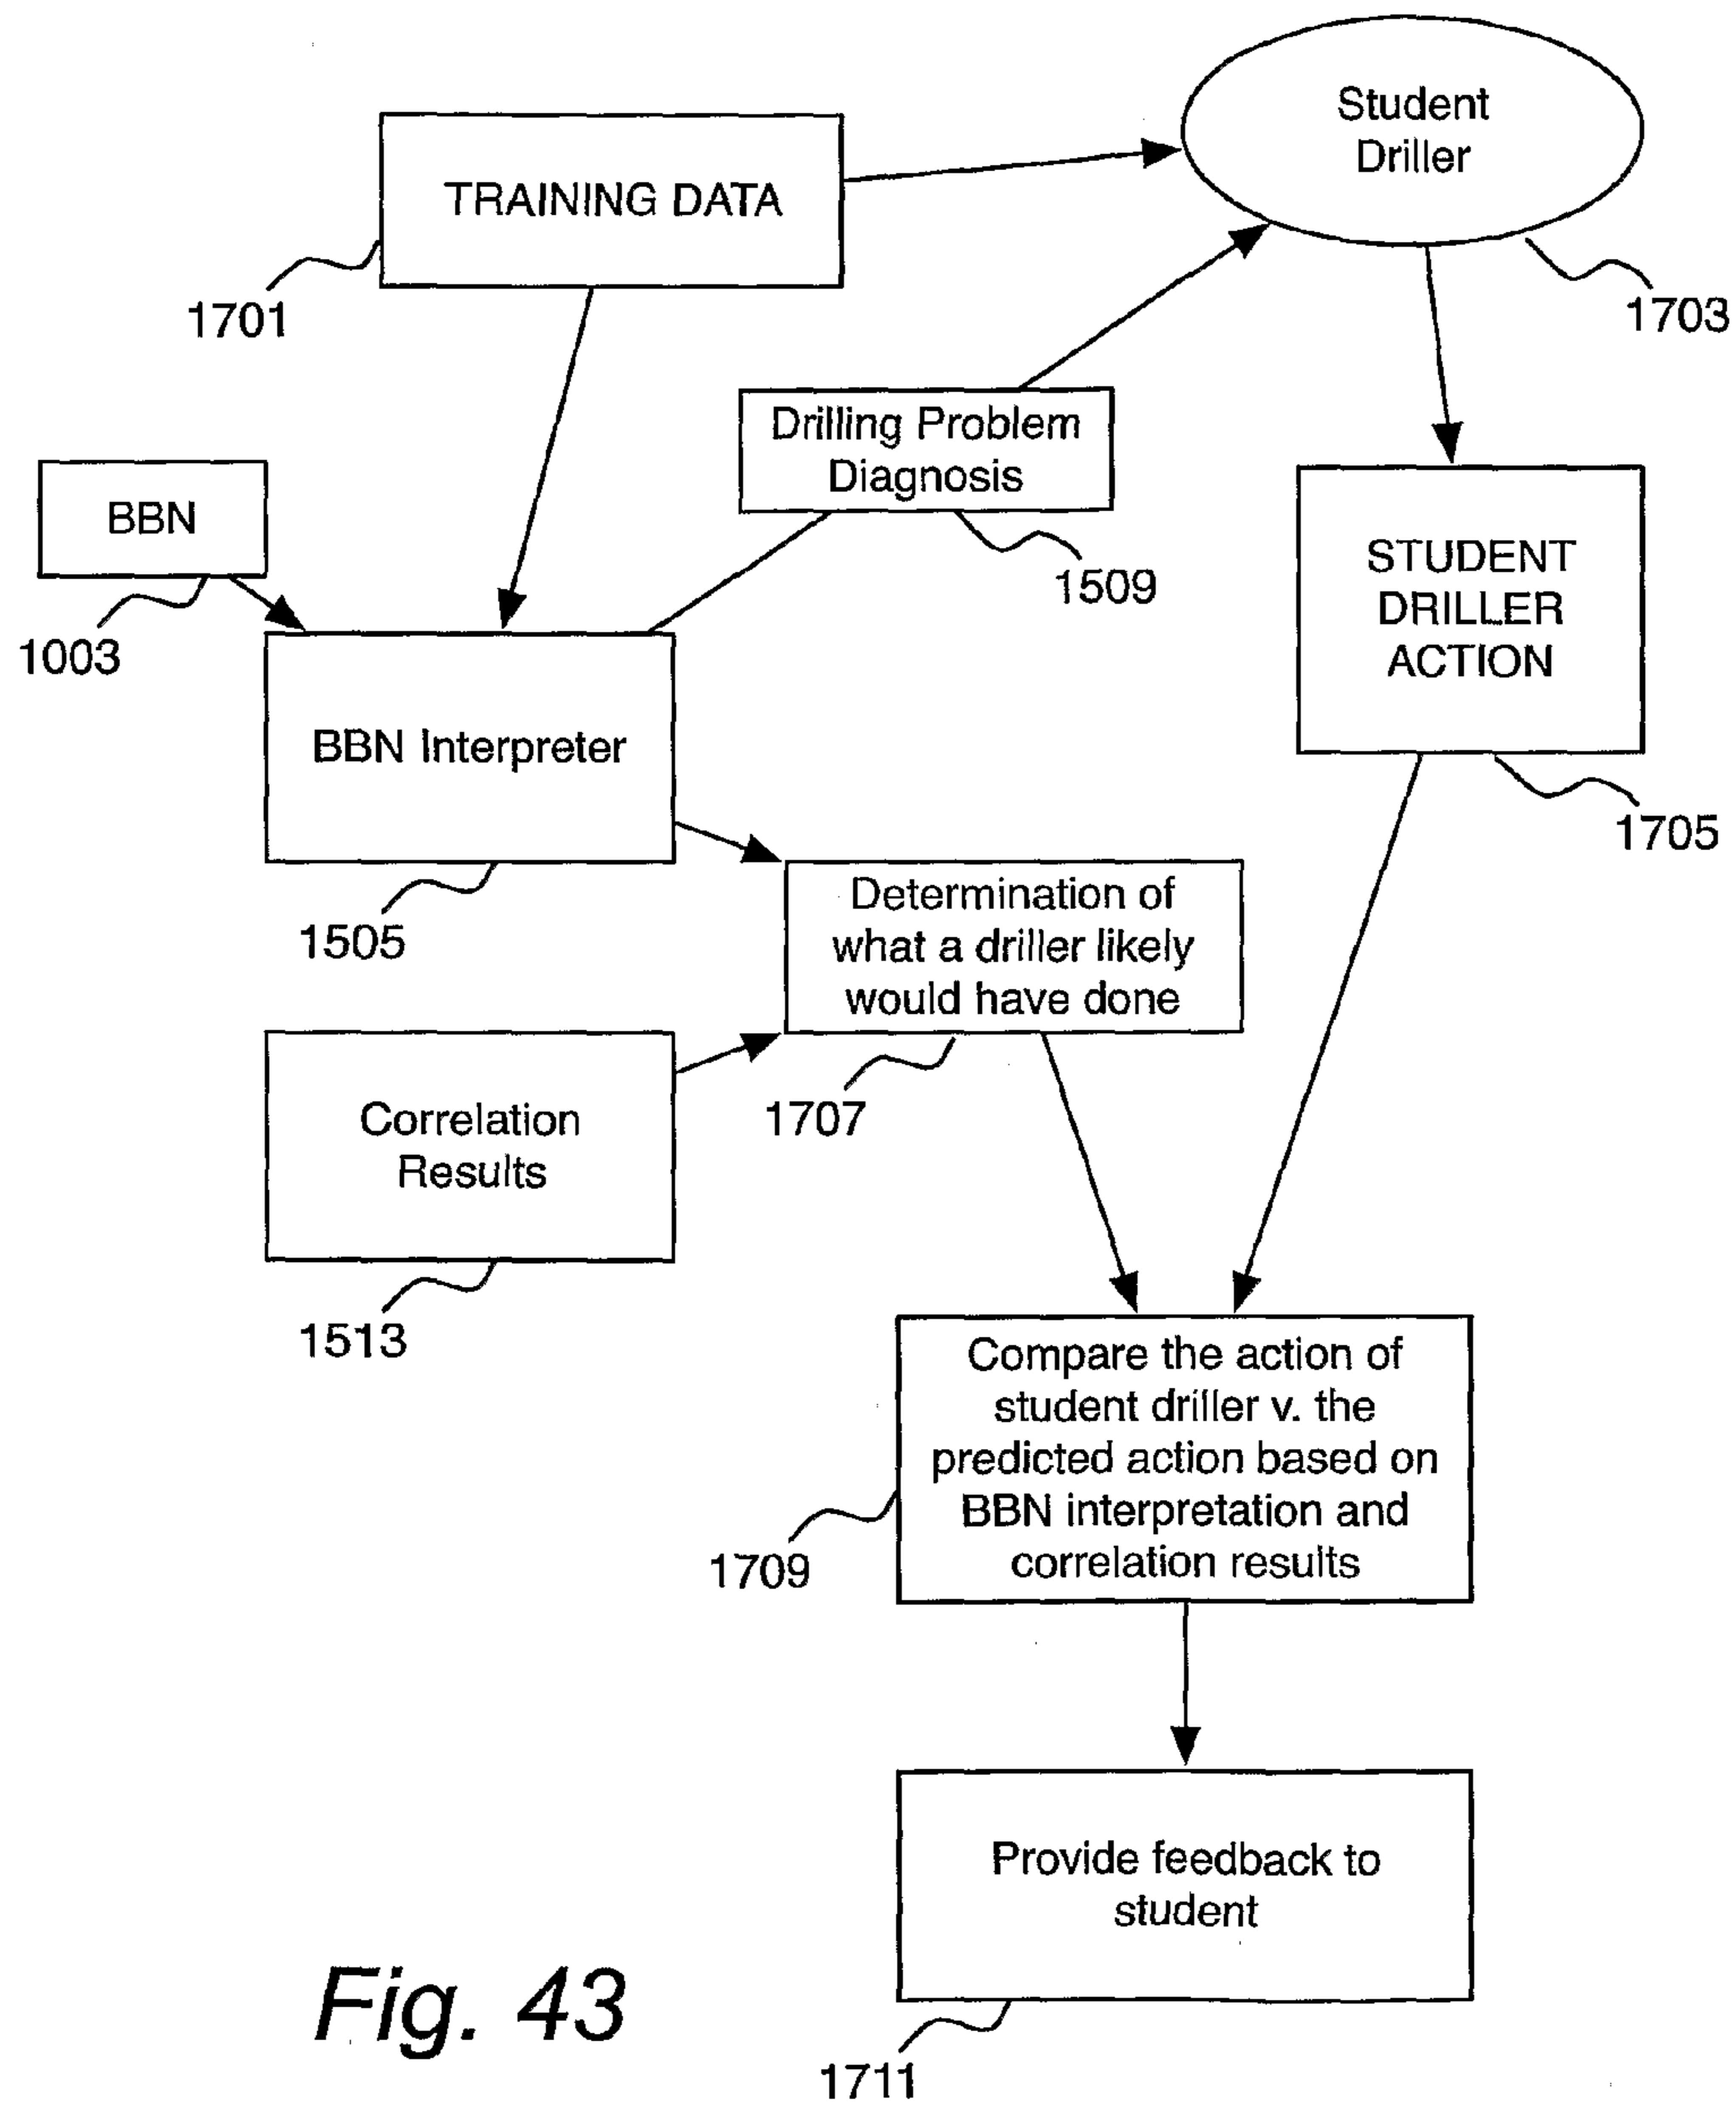 Student
Driller
TRAINING DATA
1701
1703
Drilling Problem
Diagnosis
BBN
STUDENT
DRILLER
ACTION
1509
1003
BBN Interpreter
1705
Determination of
what a driller likely
would have done
1505
Correlation
Results
1707
1513
Compare the action of
student driller v. the
predicted action based on
BBN interpretation and
correlation results
1709
Provide feedback to
student
Fig. 43
1711